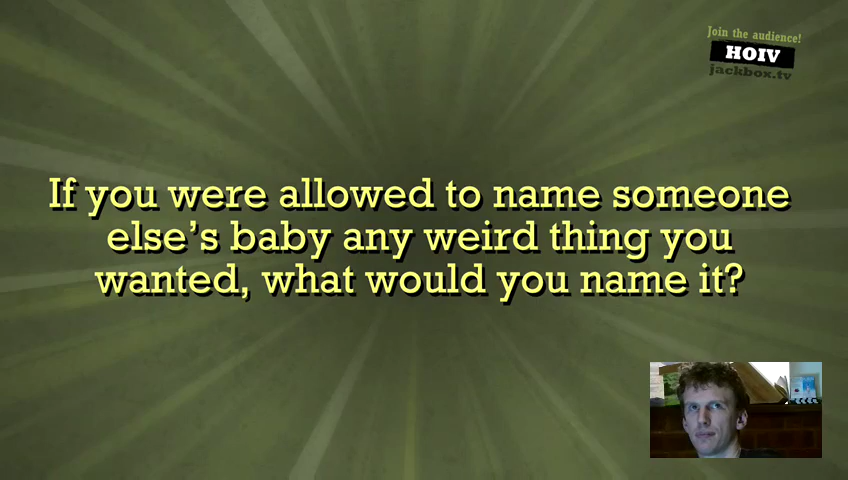 Join the audience!
HOIV
jackbox.tv
If you were allowed to name someone
else's baby any weird thing you
wanted, what would you name it?